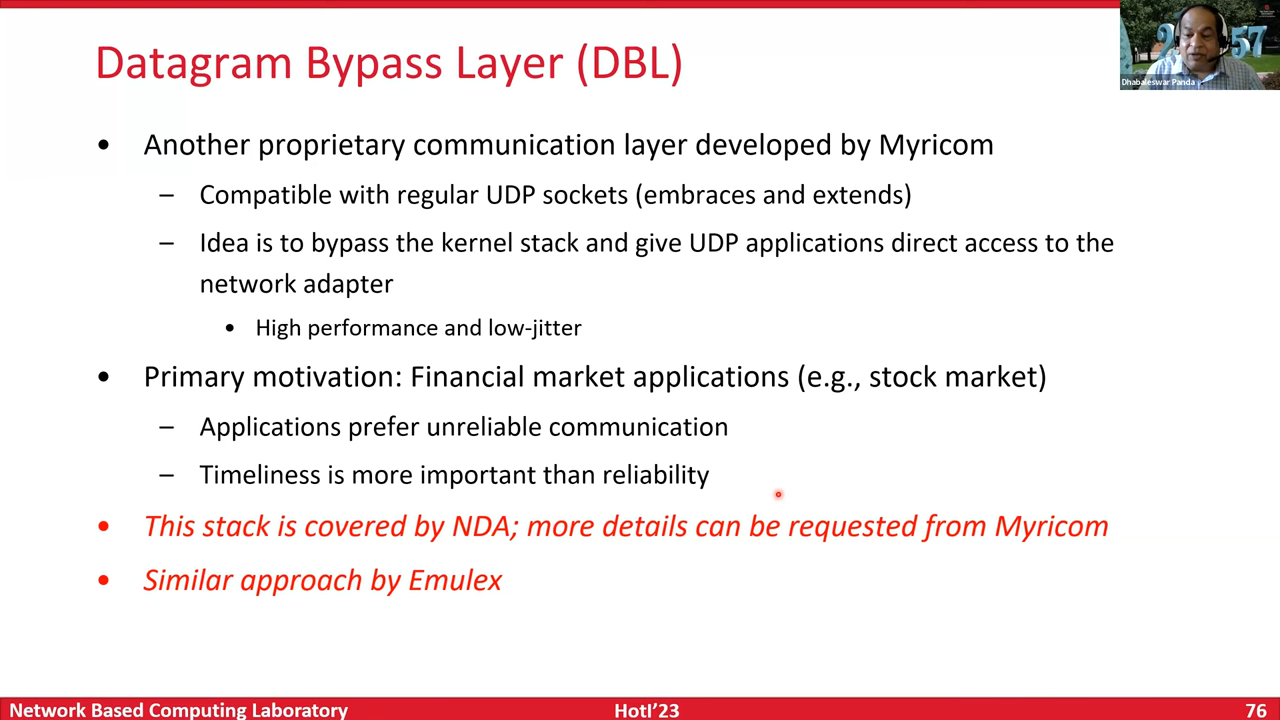 Datagram Bypass Layer (DBL)
Dhabaleswar Panda
57
• Another proprietary communication layer developed by Myricom
– Compatible with regular UDP sockets (embraces and extends)
– Idea is to bypass the kernel stack and give UDP applications direct access to the
network adapter
• High performance and low-jitter
• Primary motivation: Financial market applications (e.g., stock market)
– Applications prefer unreliable communication
– Timeliness is more important than reliability
• This stack is covered by NDA; more details can be requested from Myricom
• Similar approach by Emulex
Network Based Computing Laboratory
HotI’23
76